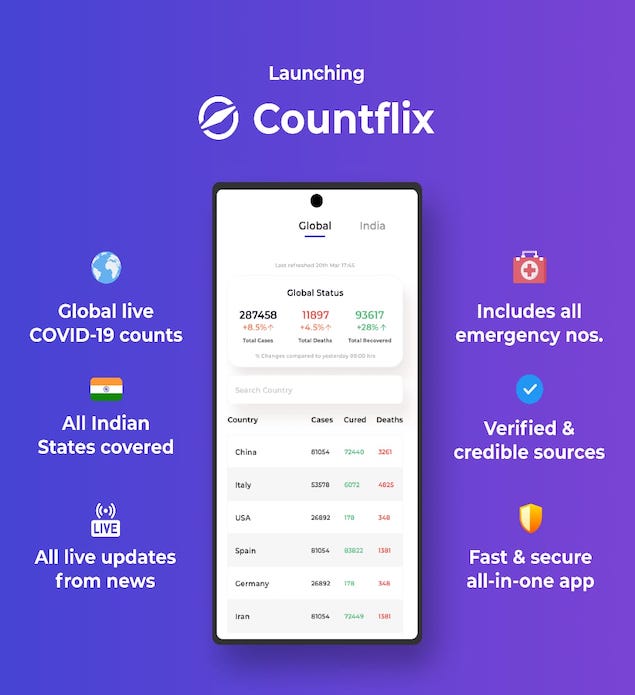 Launching
Countflix
Global India
Last refreshed 20th Mar 17:45
Global Status
287458 11897 93617
+8.5%↑ +4.5%↑ +28%↑
Total Cases Total Deaths Total Recovered
% Changes compared to yesterday 09:00 hrs
Search Country
Country Cases Cured Deaths
China 81054 72440 3261
Italy 53578 6072 4825
USA 26892 178 348
Spain 81054 83822 1381
Germany 26892 178 348
Iran 81054 72449 1381
Global live
COVID-19 counts
All Indian
States covered
LIVE
All live updates
from news
Includes all
emergency nos.
Verified &
credible sources
Fast & secure
all-in-one app